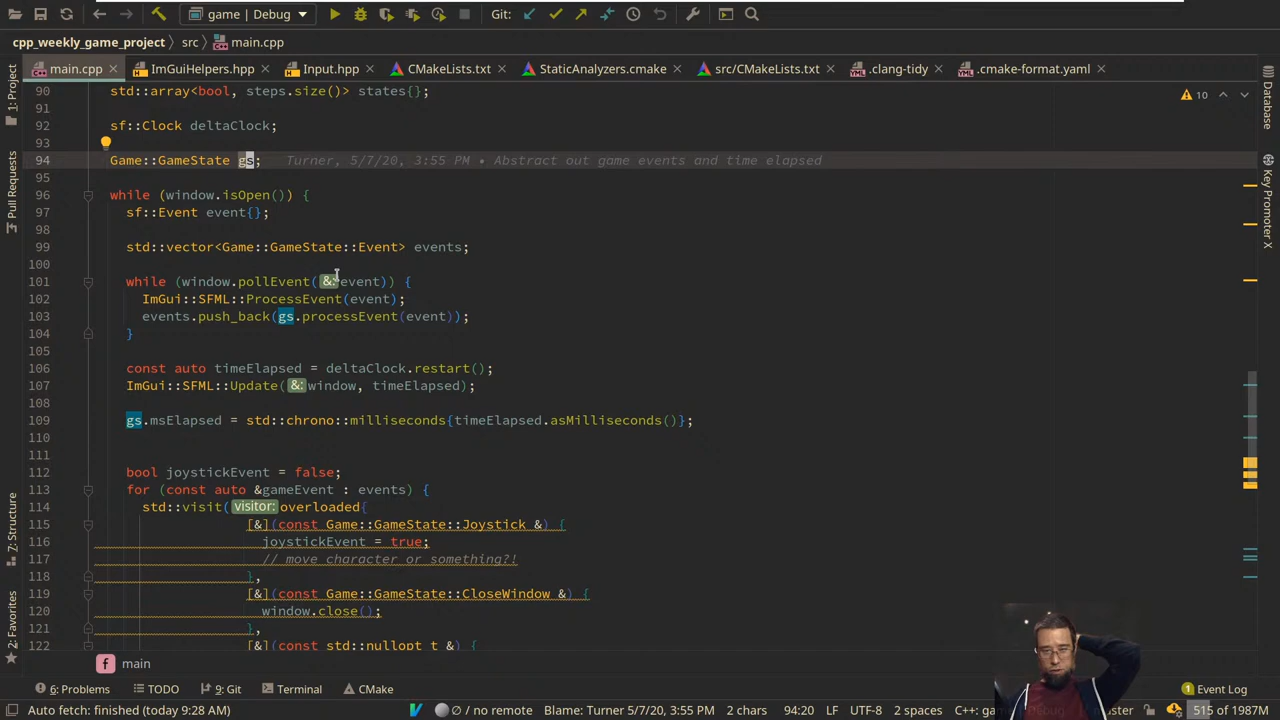 game | Debug
Git:
cpp_weekly_game_project
src
main.cpp
main.cpp
ImGuiHelpers.hpp
Input.hpp
CMakeLists.txt
StaticAnalyzers.cmake
src/CMakeLists.txt
.clang-tidy
.cmake-format.yaml
1: Project
Pull Requests
7: Structure
2: Favorites
Database
Key Promoter X
10
90 std::array<bool, steps.size()> states{};
91
92 sf::Clock deltaClock;
93
94 Game::GameState gs; Turner, 5/7/20, 3:55 PM • Abstract out game events and time elapsed
95
96 while (window.isOpen()) {
97 sf::Event event{};
98
99 std::vector<Game::GameState::Event> events;
100
101 while (window.pollEvent( &: event)) {
102 ImGui::SFML::ProcessEvent(event);
103 events.push_back(gs.processEvent(event));
104 }
105
106 const auto timeElapsed = deltaClock.restart();
107 ImGui::SFML::Update( &: window, timeElapsed);
108
109 gs.msElapsed = std::chrono::milliseconds{timeElapsed.asMilliseconds()};
110
111
112 bool joystickEvent = false;
113 for (const auto &gameEvent : events) {
114 std::visit( visitor: overloaded{
115 [&](const Game::GameState::Joystick &) {
116 joystickEvent = true;
117 // move character or something?!
118 },
119 [&](const Game::GameState::CloseWindow &) {
120 window.close();
121 },
122 [&](const std::nullopt_t &) {
f main
6: Problems
TODO
9: Git
Terminal
CMake
1 Event Log
Auto fetch: finished (today 9:28 AM)
∅ / no remote
Blame: Turner 5/7/20, 3:55 PM
2 chars
94:20
LF
UTF-8
2 spaces
C++: game
Debug
master
515 of 1987M